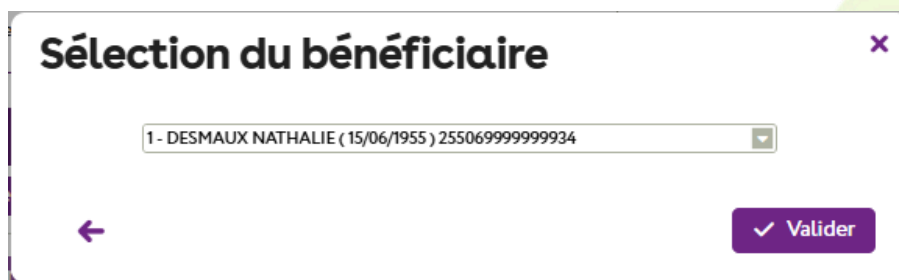 Sélection du bénéficiaire
1 - DESMAUX NATHALIE ( 15/06/1955 ) 255069999999934
Valider